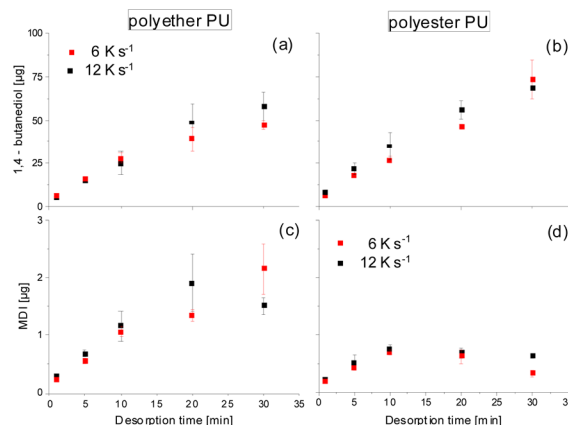 polyether PU
polyester PU
(a)
6 K s⁻¹
12 K s⁻¹
(b)
1,4 - butanediol [µg]
100
75
50
25
0
(c)
(d)
6 K s⁻¹
12 K s⁻¹
MDI [µg]
3
2
1
0
0 5 10 15 20 25 30 35
0 5 10 15 20 25 30 35
Desorption time [min]
Desorption time [min]